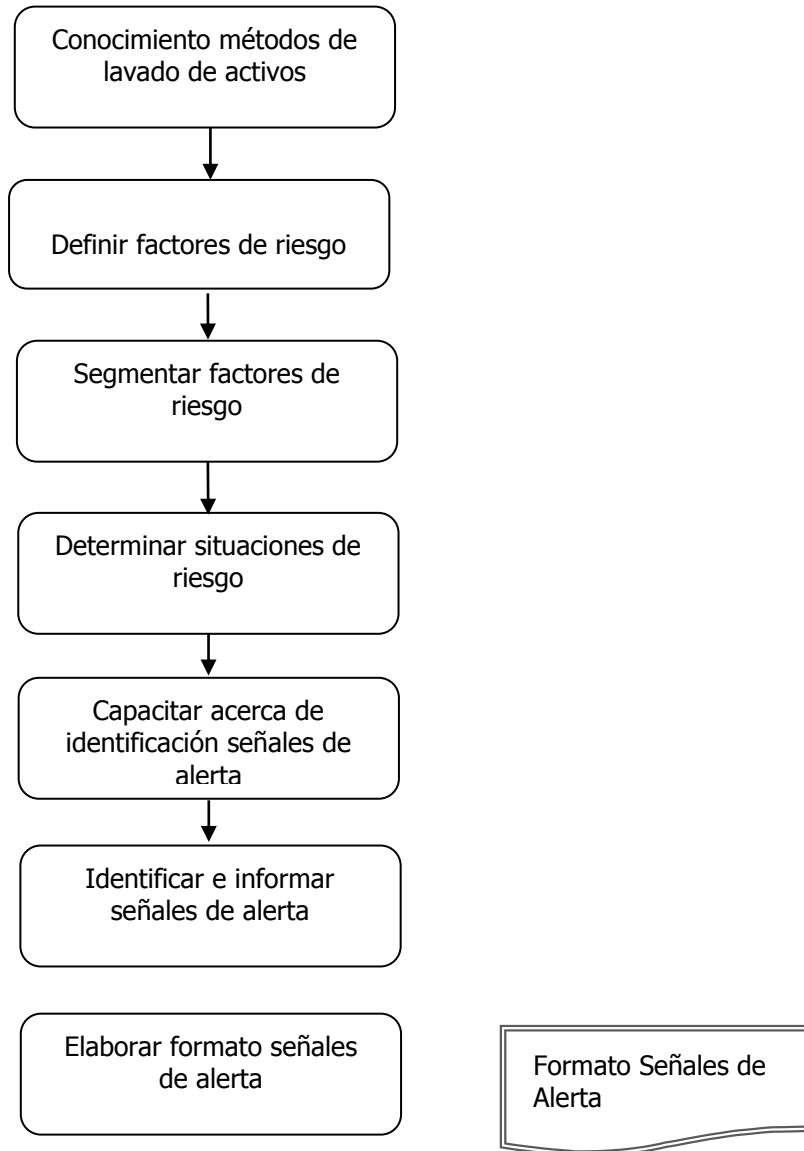 Conocimiento métodos de
lavado de activos
Definir factores de riesgo
Segmentar factores de
riesgo
Determinar situaciones de
riesgo
Capacitar acerca de
identificación señales de
alerta
Identificar e informar
señales de alerta
Elaborar formato señales
de alerta
Formato Señales de
Alerta